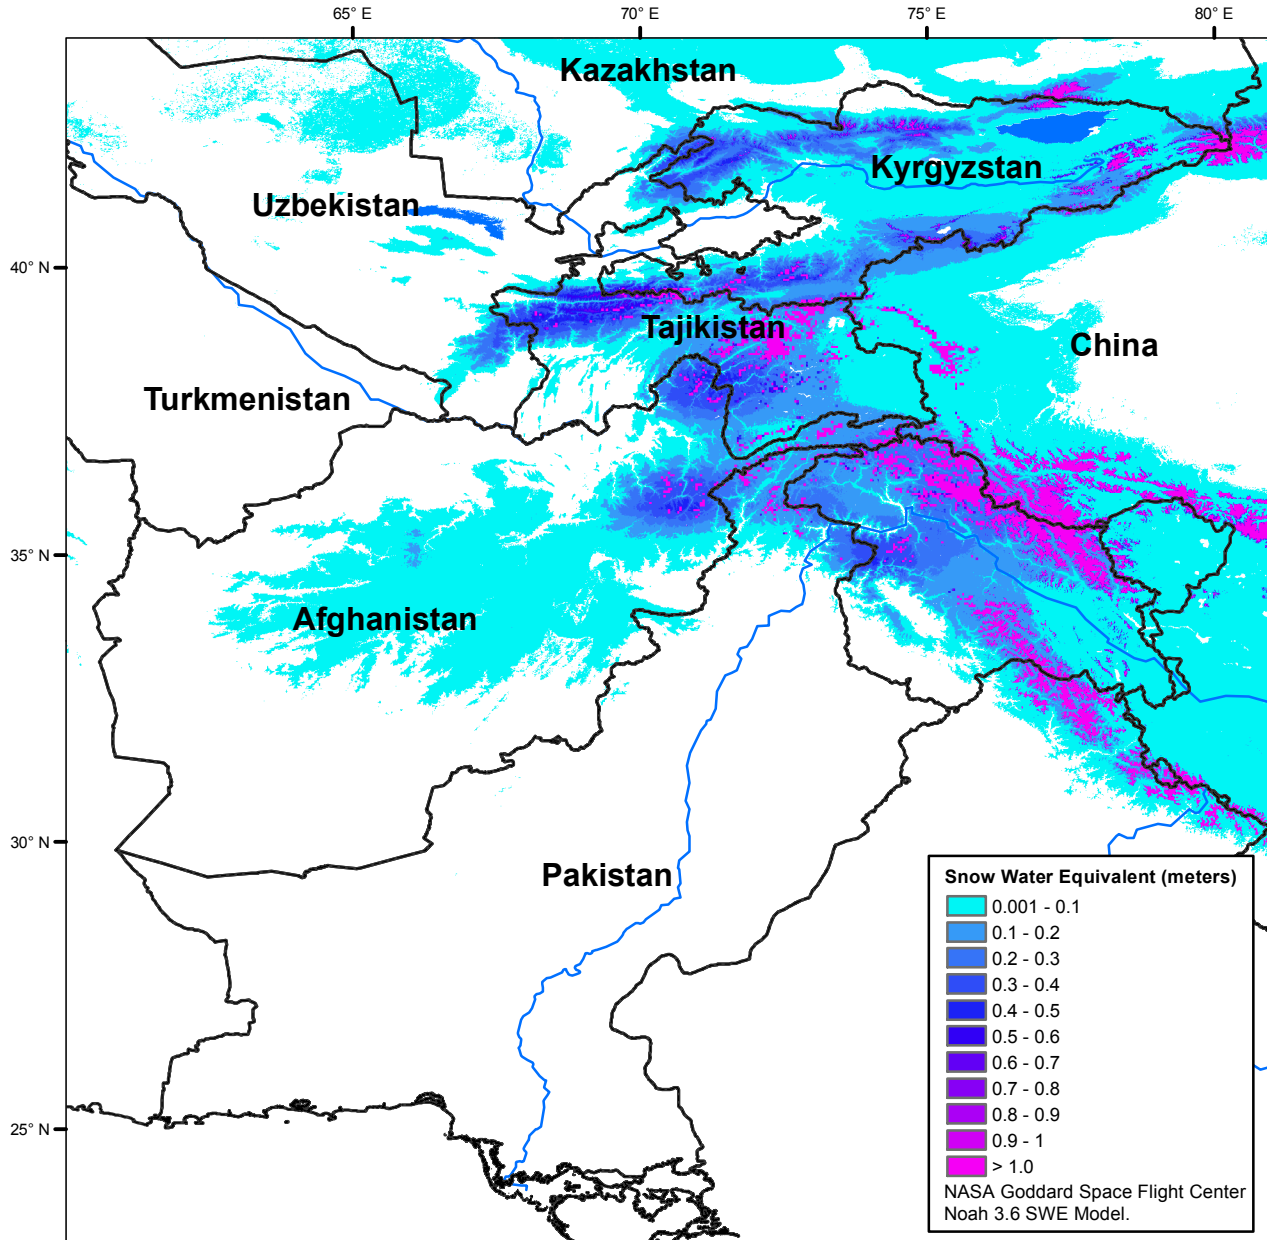 65° E
70° E
75° E
80° E
Kazakhstan
Kyrgyzstan
Uzbekistan
40° N
Tajikistan
China
Turkmenistan
35° N
Afghanistan
30° N
Pakistan
25° N
Snow Water Equivalent (meters)
0.001 - 0.1
0.1 - 0.2
0.2 - 0.3
0.3 - 0.4
0.4 - 0.5
0.5 - 0.6
0.6 - 0.7
0.7 - 0.8
0.8 - 0.9
0.9 - 1
> 1.0
NASA Goddard Space Flight Center
Noah 3.6 SWE Model.